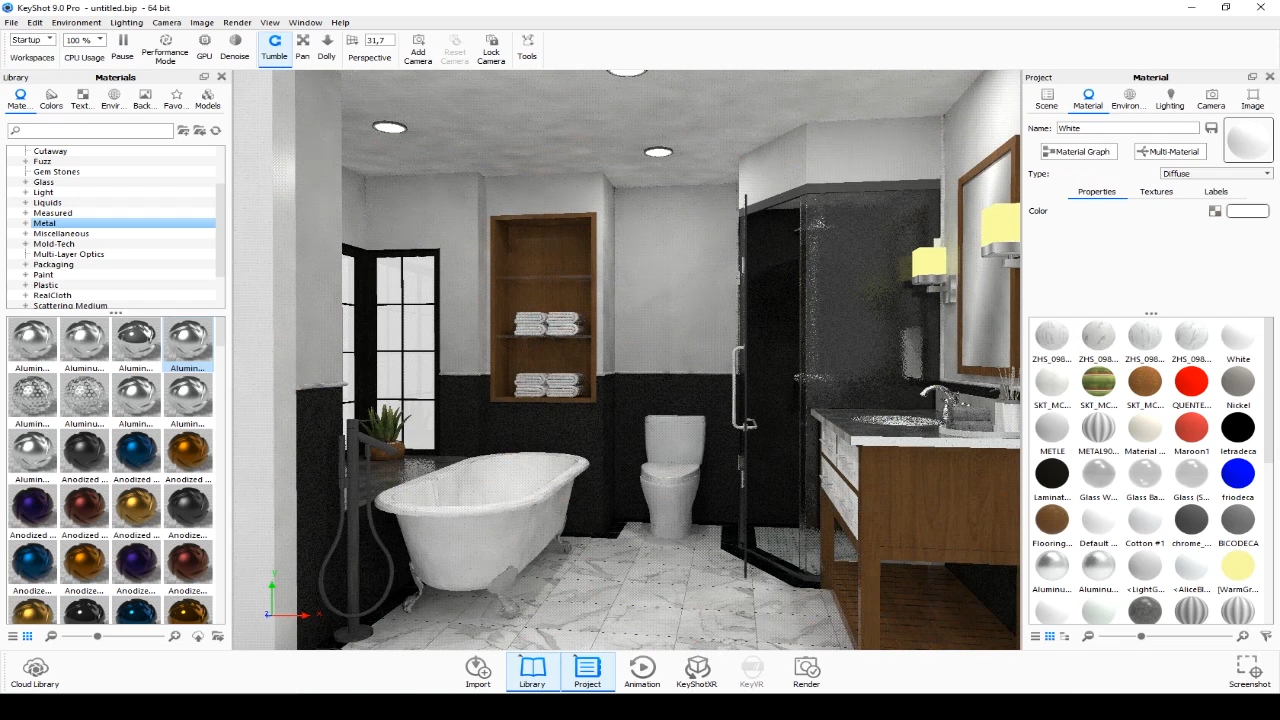 KeyShot 9.0 Pro - untitled.bip - 64 bit
File Edit Environment Lighting Camera Image Render View Window Help
Startup 100 % 31,7
Workspaces CPU Usage Pause Performance Mode GPU Denoise Tumble Pan Dolly Perspective Add Camera Reset Camera Lock Camera Tools
Library Materials
Mate... Colors Text... Envir... Back... Favo... Models
Cutaway
Fuzz
Gem Stones
Glass
Light
Liquids
Measured
Metal
Miscellaneous
Mold-Tech
Multi-Layer Optics
Packaging
Paint
Plastic
RealCloth
Scattering Medium
Alumin... Aluminu... Alumin... Alumin...
Alumin... Alumin... Alumin... Alumin...
Alumin... Anodized ... Anodized ... Anodized ...
Anodized ... Anodized ... Anodized ... Anodize...
Anodize... Anodize... Anodize... Anodize...
y
z x
Project Material
Scene Material Environ... Lighting Camera Image
Name: White
Material Graph Multi-Material
Type: Diffuse
Properties Textures Labels
Color
ZHS_098... ZHS_098... ZHS_098... ZHS_098... White
SKT_MC... SKT_MC... SKT_MC... QUENTE... Nickel
METLE METAL90... Material ... Maroon1 letradeca
Laminat... Glass W... Glass Ba... Glass (S... friodeca
Flooring... Default ... Cotton #1 chrome_... BICODECA
Aluminu... Aluminu... <LightG... <AliceBl... [WarmGr...
Cloud Library Import Library Project Animation KeyShotXR KeyVR Render Screenshot